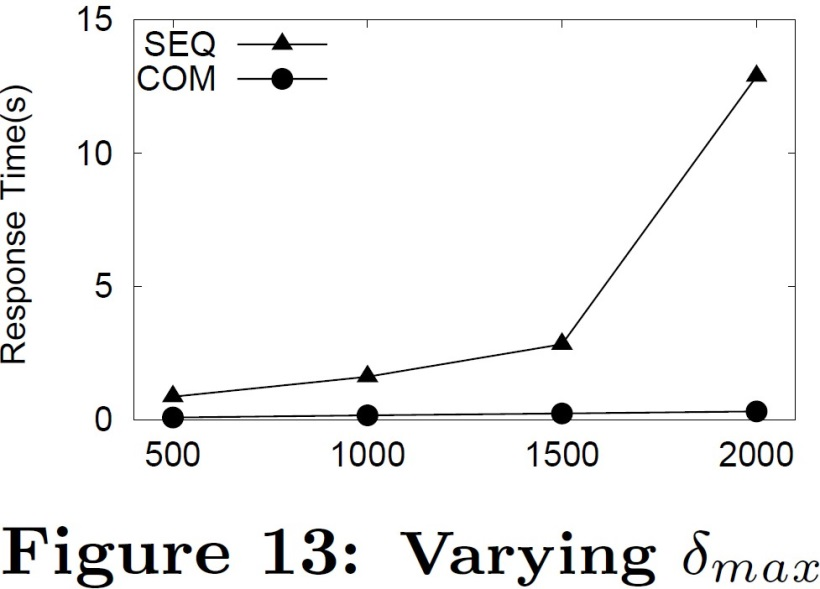 15
SEQ
COM
10
5
0
Response Time(s)
500 1000 1500 2000
Figure 13: Varying δmax